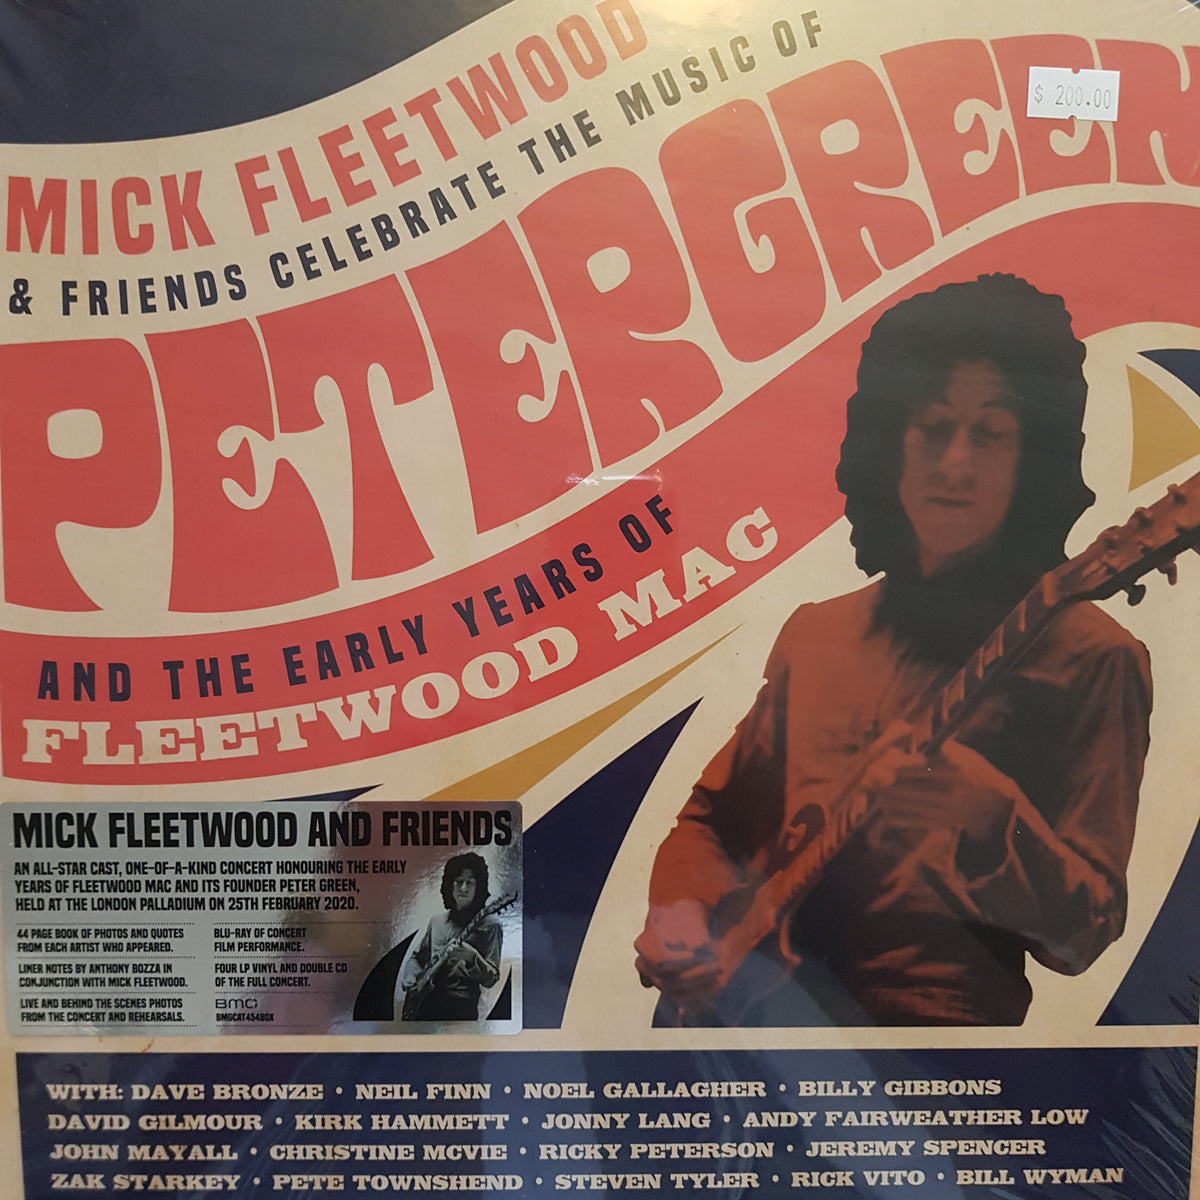 MICK FLEETWOOD
& FRIENDS CELEBRATE THE MUSIC OF
$ 200.00
PETER GREEN
AND THE EARLY YEARS OF
FLEETWOOD MAC
MICK FLEETWOOD AND FRIENDS
AN ALL-STAR CAST, ONE-OF-A-KIND CONCERT HONOURING THE EARLY
YEARS OF FLEETWOOD MAC AND ITS FOUNDER PETER GREEN,
HELD AT THE LONDON PALLADIUM ON 25TH FEBRUARY 2020.
44 PAGE BOOK OF PHOTOS AND QUOTES
FROM EACH ARTIST WHO APPEARED.
LINER NOTES BY ANTHONY BOZZA IN
CONJUNCTION WITH MICK FLEETWOOD.
LIVE AND BEHIND THE SCENES PHOTOS
FROM THE CONCERT AND REHEARSALS.
BLU-RAY OF CONCERT
FILM PERFORMANCE.
FOUR LP VINYL AND DOUBLE CD
OF THE FULL CONCERT.
BMG
BMGCAT454BOX
WITH: DAVE BRONZE • NEIL FINN • NOEL GALLAGHER • BILLY GIBBONS
DAVID GILMOUR • KIRK HAMMETT • JONNY LANG • ANDY FAIRWEATHER LOW
JOHN MAYALL • CHRISTINE MCVIE • RICKY PETERSON • JEREMY SPENCER
ZAK STARKEY • PETE TOWNSHEND • STEVEN TYLER • RICK VITO • BILL WYMAN